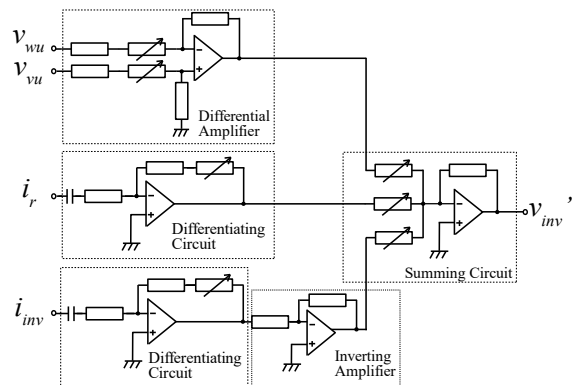 v_wu
v_vu
Differential
Amplifier
i_r
Differentiating
Circuit
v_inv'
Summing Circuit
i_inv
Differentiating
Circuit
Inverting
Amplifier